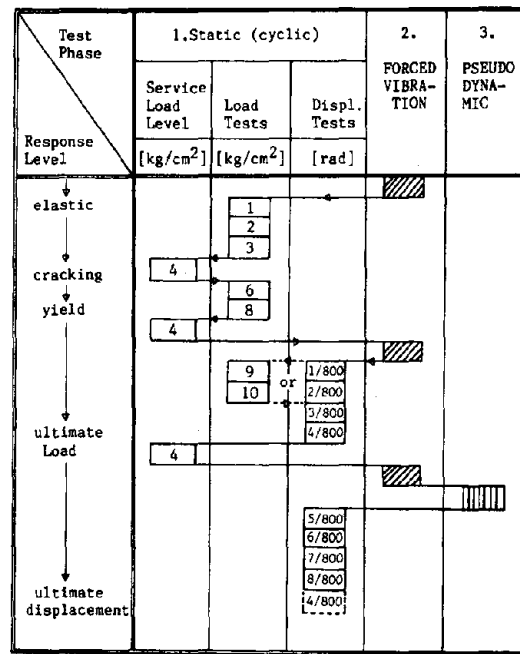 Test
Phase
Response
Level
1.Static (cyclic)
2.
3.
Service
Load
Level
Load
Tests
Displ.
Tests
FORCED
VIBRA-
TION
PSEUDO
DYNA-
MIC
[kg/cm2]
[kg/cm2]
[rad]
elastic
1
2
3
4
cracking
6
yield
8
4
9
or
1/800
10
2/800
3/800
ultimate
Load
4/800
4
5/800
6/800
7/800
8/800
ultimate
displacement
4/800